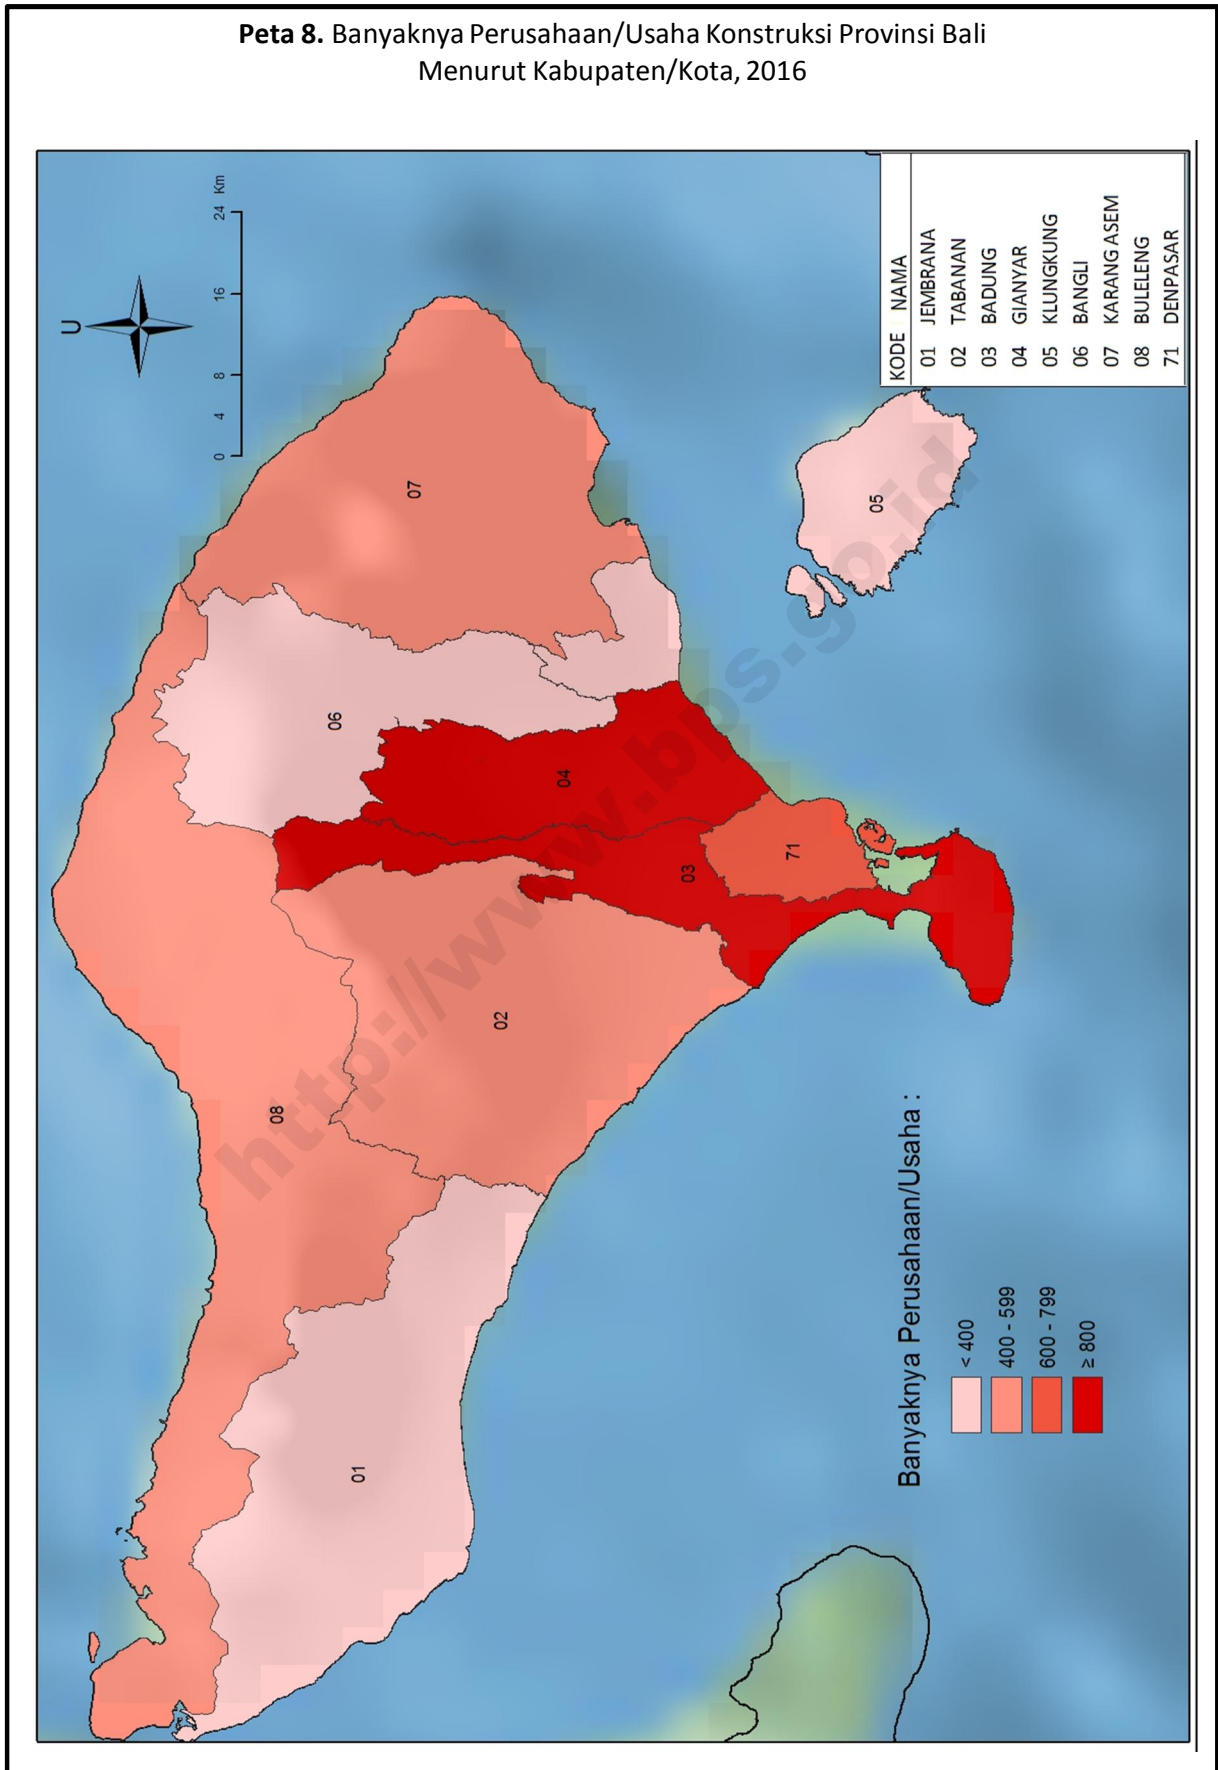 Peta 8. Banyaknya Perusahaan/Usaha Konstruksi Provinsi Bali
Menurut Kabupaten/Kota, 2016
U
0 4 8 16 24 Km
KODE NAMA
01 JEMBRANA
02 TABANAN
03 BADUNG
04 GIANYAR
05 KLUNGKUNG
06 BANGLI
07 KARANG ASEM
08 BULELENG
71 DENPASAR
07
06
05
04
03
71
02
08
01
http://www.bps.go.id
Banyaknya Perusahaan/Usaha :
< 400
400 - 599
600 - 799
≥ 800